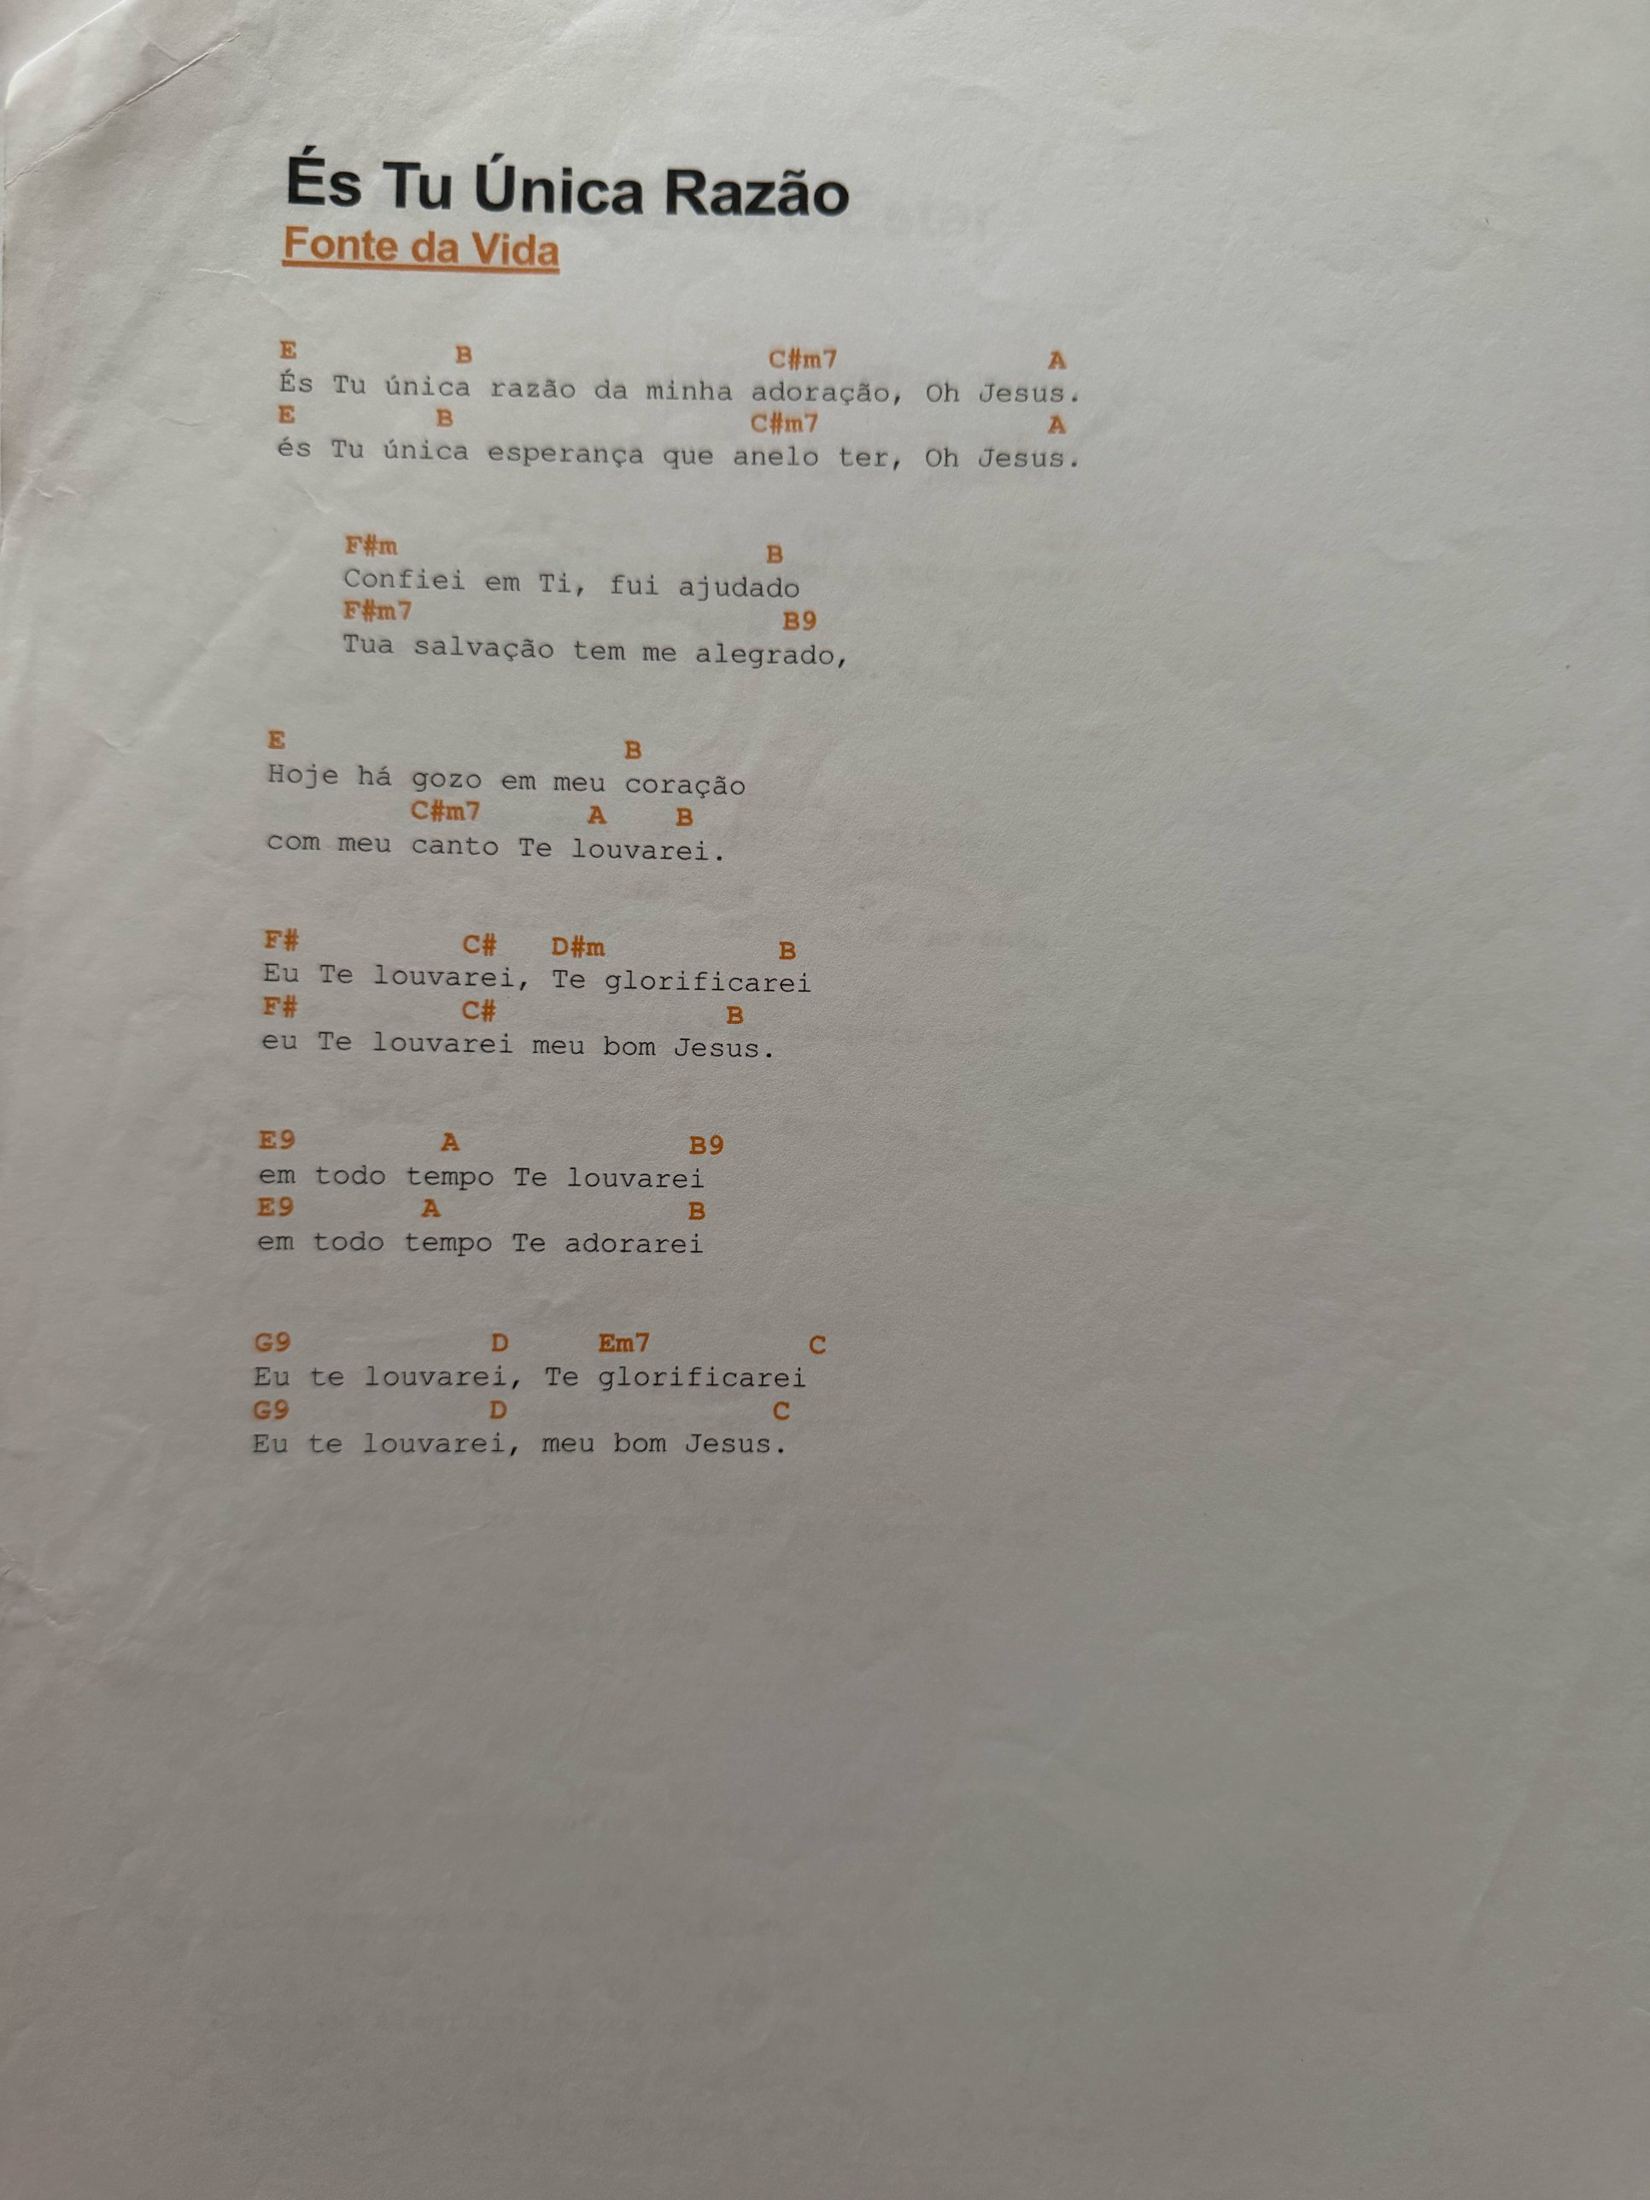 És Tu Única Razão
Fonte da Vida
E B C#m7 A
És Tu única razão da minha adoração, Oh Jesus.
E B C#m7 A
és Tu única esperança que anelo ter, Oh Jesus.
F#m B
Confiei em Ti, fui ajudado
F#m7 B9
Tua salvação tem me alegrado,
E B
Hoje há gozo em meu coração
C#m7 A B
com meu canto Te louvarei.
F# C# D#m B
Eu Te louvarei, Te glorificarei
F# C# B
eu Te louvarei meu bom Jesus.
E9 A B9
em todo tempo Te louvarei
E9 A B
em todo tempo Te adorarei
G9 D Em7 C
Eu te louvarei, Te glorificarei
G9 D C
Eu te louvarei, meu bom Jesus.